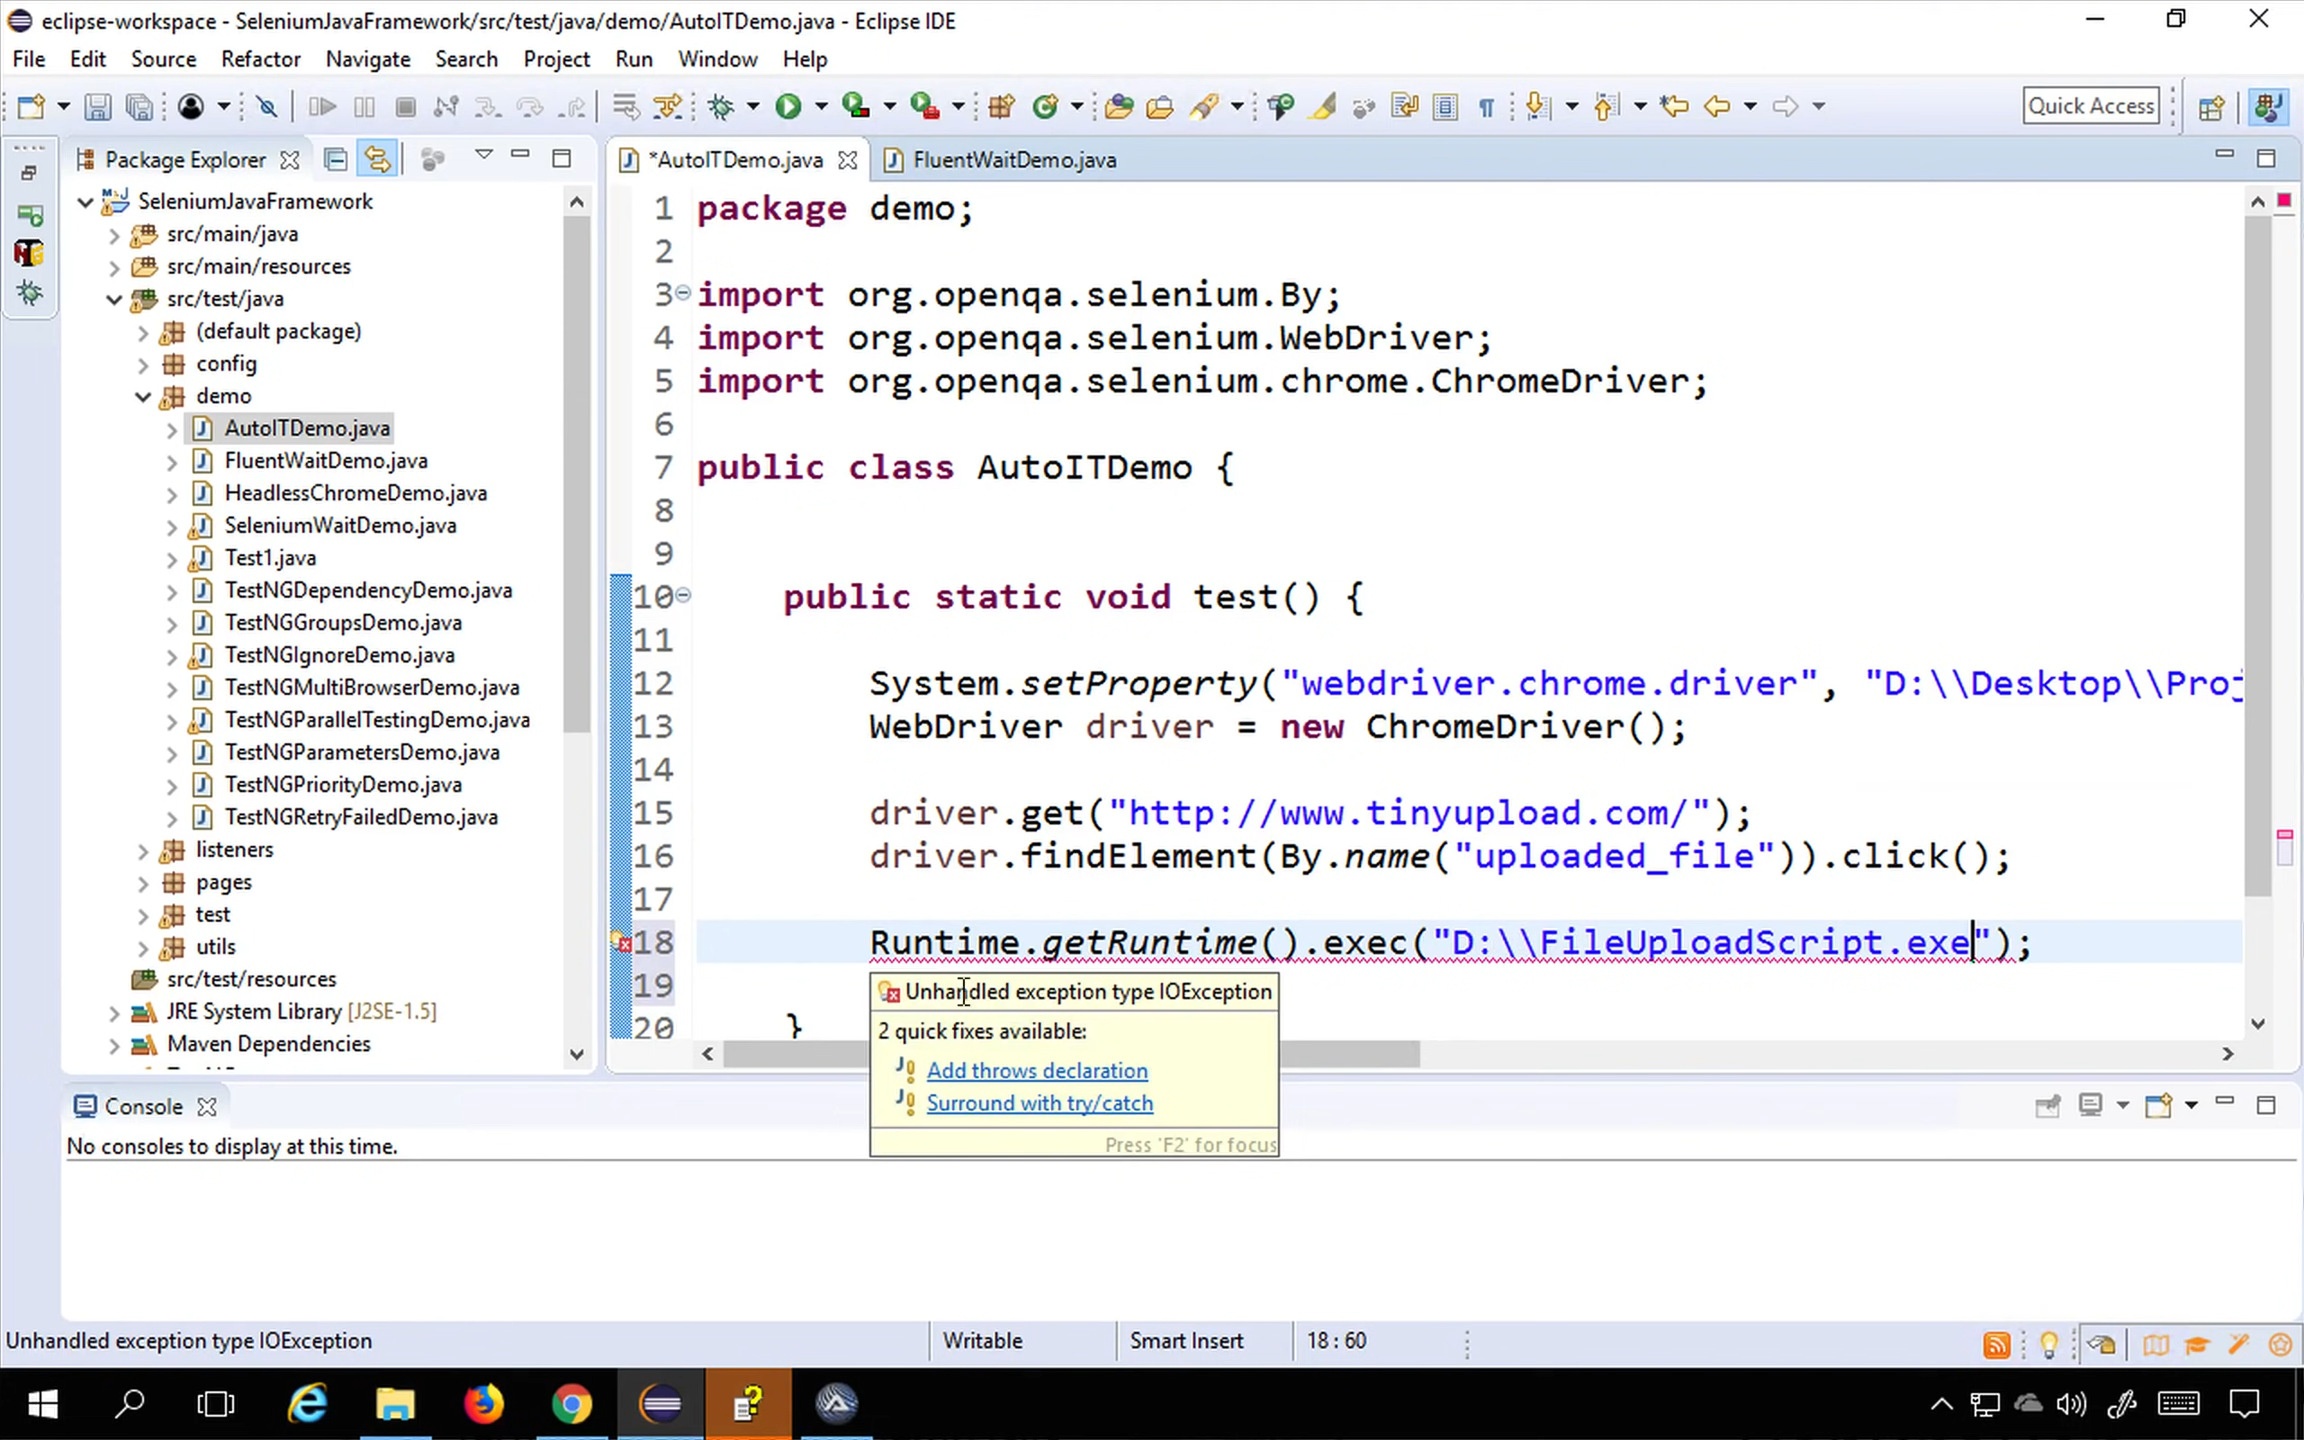 eclipse-workspace - SeleniumJavaFramework/src/test/java/demo/AutoITDemo.java - Eclipse IDE
File Edit Source Refactor Navigate Search Project Run Window Help
Quick Access
Package Explorer
*AutoITDemo.java
FluentWaitDemo.java
SeleniumJavaFramework
src/main/java
src/main/resources
src/test/java
(default package)
config
demo
AutoITDemo.java
FluentWaitDemo.java
HeadlessChromeDemo.java
SeleniumWaitDemo.java
Test1.java
TestNGDependencyDemo.java
TestNGGroupsDemo.java
TestNGIgnoreDemo.java
TestNGMultiBrowserDemo.java
TestNGParallelTestingDemo.java
TestNGParametersDemo.java
TestNGPriorityDemo.java
TestNGRetryFailedDemo.java
listeners
pages
test
utils
src/test/resources
JRE System Library [J2SE-1.5]
Maven Dependencies
1 package demo;
2
3 import org.openqa.selenium.By;
4 import org.openqa.selenium.WebDriver;
5 import org.openqa.selenium.chrome.ChromeDriver;
6
7 public class AutoITDemo {
8
9
10 public static void test() {
11
12 System.setProperty("webdriver.chrome.driver", "D:\\Desktop\\Proj
13 WebDriver driver = new ChromeDriver();
14
15 driver.get("http://www.tinyupload.com/");
16 driver.findElement(By.name("uploaded_file")).click();
17
18 Runtime.getRuntime().exec("D:\\FileUploadScript.exe");
19
20 }
Unhandled exception type IOException
2 quick fixes available:
Add throws declaration
Surround with try/catch
Press 'F2' for focus
Console
No consoles to display at this time.
Unhandled exception type IOException
Writable
Smart Insert
18 : 60